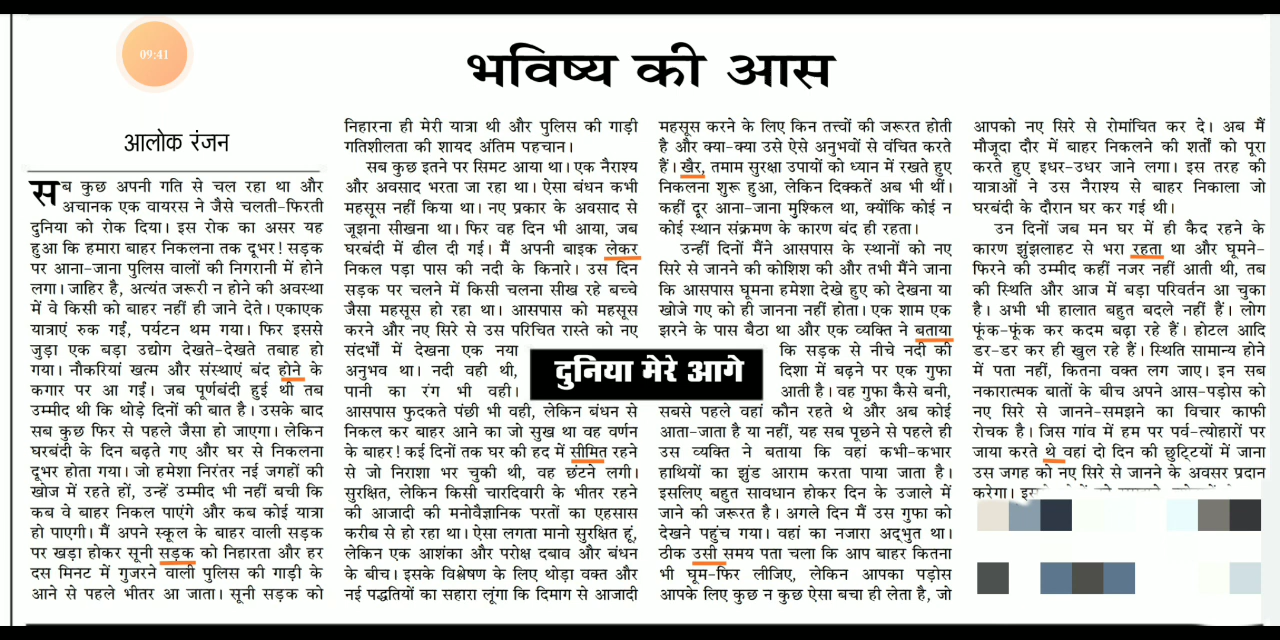 09:41
भविष्य की आस
आलोक रंजन
सब कुछ अपनी गति से चल रहा था और
अचानक एक वायरस ने जैसे चलती-फिरती
दुनिया को रोक दिया। इस रोक का असर यह
हुआ कि हमारा बाहर निकलना तक दूभर! सड़क
पर आना-जाना पुलिस वालों की निगरानी में होने
लगा। जाहिर है, अत्यंत जरूरी न होने की अवस्था
में वे किसी को बाहर नहीं ही जाने देते। एकाएक
यात्राएं रुक गईं, पर्यटन थम गया। फिर इससे
जुड़ा एक बड़ा उद्योग देखते-देखते तबाह हो
गया। नौकरियां खत्म और संस्थाएं बंद होने के
कगार पर आ गईं। जब पूर्णबंदी हुई थी तब
उम्मीद थी कि थोड़े दिनों की बात है। उसके बाद
सब कुछ फिर से पहले जैसा हो जाएगा। लेकिन
घरबंदी के दिन बढ़ते गए और घर से निकलना
दूभर होता गया। जो हमेशा निरंतर नई जगहों की
खोज में रहते हों, उन्हें उम्मीद भी नहीं बची कि
कब वे बाहर निकल पाएंगे और कब कोई यात्रा
हो पाएगी। मैं अपने स्कूल के बाहर वाली सड़क
पर खड़ा होकर सूनी सड़क को निहारता और हर
दस मिनट में गुजरने वाली पुलिस की गाड़ी के
आने से पहले भीतर आ जाता। सूनी सड़क को
निहारना ही मेरी यात्रा थी और पुलिस की गाड़ी
गतिशीलता की शायद अंतिम पहचान।
सब कुछ इतने पर सिमट आया था। एक नैराश्य
और अवसाद भरता जा रहा था। ऐसा बंधन कभी
महसूस नहीं किया था। नए प्रकार के अवसाद से
जूझना सीखना था। फिर वह दिन भी आया, जब
घरबंदी में ढील दी गई। मैं अपनी बाइक लेकर
निकल पड़ा पास की नदी के किनारे। उस दिन
सड़क पर चलने में किसी चलना सीख रहे बच्चे
जैसा महसूस हो रहा था। आसपास को महसूस
करने और नए सिरे से उस परिचित रास्ते को नए
संदर्भों में देखना एक नया
अनुभव था। नदी वही थी,
पानी का रंग भी वही।
आसपास फुदकते पंछी भी वही, लेकिन बंधन से
निकल कर बाहर आने का जो सुख था वह वर्णन
के बाहर! कई दिनों तक घर की हद में सीमित रहने
से जो निराशा भर चुकी थी, वह छंटने लगी।
सुरक्षित, लेकिन किसी चारदिवारी के भीतर रहने
की आजादी की मनोवैज्ञानिक परतों का एहसास
करीब से हो रहा था। ऐसा लगता मानो सुरक्षित हूं,
लेकिन एक आशंका और परोक्ष दबाव और बंधन
के बीच। इसके विश्लेषण के लिए थोड़ा वक्त और
नई पद्धतियों का सहारा लूंगा कि दिमाग से आजादी
दुनिया मेरे आगे
महसूस करने के लिए किन तत्त्वों की जरूरत होती
है और क्या-क्या उसे ऐसे अनुभवों से वंचित करते
हैं। खैर, तमाम सुरक्षा उपायों को ध्यान में रखते हुए
निकलना शुरू हुआ, लेकिन दिक्कतें अब भी थीं।
कहीं दूर आना-जाना मुश्किल था, क्योंकि कोई न
कोई स्थान संक्रमण के कारण बंद ही रहता।
उन्हीं दिनों मैंने आसपास के स्थानों को नए
सिरे से जानने की कोशिश की और तभी मैंने जाना
कि आसपास घूमना हमेशा देखे हुए को देखना या
खोजे गए को ही जानना नहीं होता। एक शाम एक
झरने के पास बैठा था और एक व्यक्ति ने बताया
कि सड़क से नीचे नदी की
दिशा में बढ़ने पर एक गुफा
आती है। वह गुफा कैसे बनी,
सबसे पहले वहां कौन रहते थे और अब कोई
आता-जाता है या नहीं, यह सब पूछने से पहले ही
उस व्यक्ति ने बताया कि वहां कभी-कभार
हाथियों का झुंड आराम करता पाया जाता है।
इसलिए बहुत सावधान होकर दिन के उजाले में
जाने की जरूरत है। अगले दिन मैं उस गुफा को
देखने पहुंच गया। वहां का नजारा अद्भुत था।
ठीक उसी समय पता चला कि आप बाहर कितना
भी घूम-फिर लीजिए, लेकिन आपका पड़ोस
आपके लिए कुछ न कुछ ऐसा बचा ही लेता है, जो
आपको नए सिरे से रोमांचित कर दे। अब मैं
मौजूदा दौर में बाहर निकलने की शर्तों को पूरा
करते हुए इधर-उधर जाने लगा। इस तरह की
यात्राओं ने उस नैराश्य से बाहर निकाला जो
घरबंदी के दौरान घर कर गई थी।
उन दिनों जब मन घर में ही कैद रहने के
कारण झुंझलाहट से भरा रहता था और घूमने-
फिरने की उम्मीद कहीं नजर नहीं आती थी, तब
की स्थिति और आज में बड़ा परिवर्तन आ चुका
है। अभी भी हालात बहुत बदले नहीं हैं। लोग
फूंक-फूंक कर कदम बढ़ा रहे हैं। होटल आदि
डर-डर कर ही खुल रहे हैं। स्थिति सामान्य होने
में पता नहीं, कितना वक्त लग जाए। इन सब
नकारात्मक बातों के बीच अपने आस-पड़ोस को
नए सिरे से जानने-समझने का विचार काफी
रोचक है। जिस गांव में हम पर पर्व-त्योहारों पर
जाया करते थे वहां दो दिन की छुट्टियों में जाना
उस जगह को नए सिरे से जानने के अवसर प्रदान
करेगा।